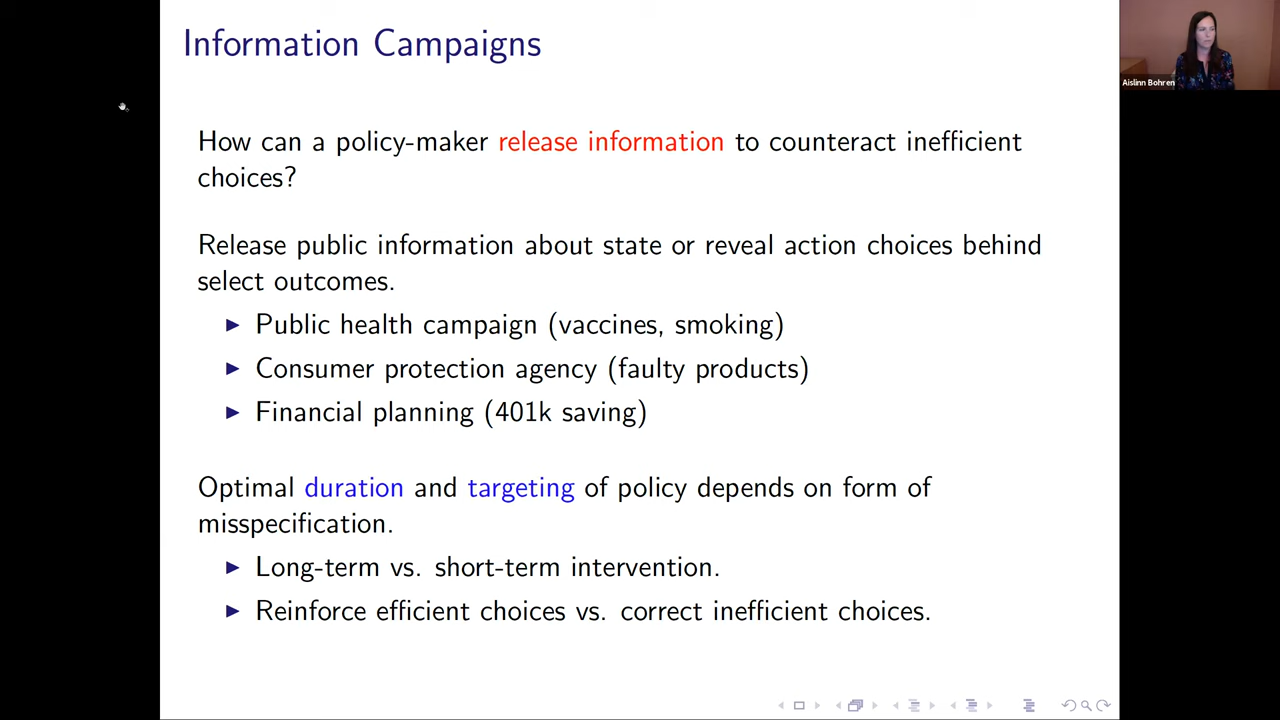 Information Campaigns
Aislinn Bohren
How can a policy-maker release information to counteract inefficient
choices?
Release public information about state or reveal action choices behind
select outcomes.
▶ Public health campaign (vaccines, smoking)
▶ Consumer protection agency (faulty products)
▶ Financial planning (401k saving)
Optimal duration and targeting of policy depends on form of
misspecification.
▶ Long-term vs. short-term intervention.
▶ Reinforce efficient choices vs. correct inefficient choices.